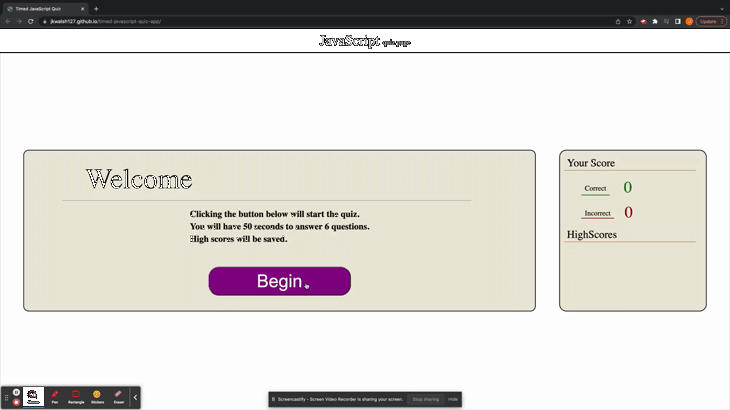 Timed JavaScript Quiz
jkwalsh127.github.io/timed-javascript-quiz-app/
Update
JavaScript
Welcome
Clicking the button below will start the quiz.
You will have 50 seconds to answer 6 questions.
High scores will be saved.
Begin
Your Score
Correct 0
Incorrect 0
HighScores
Pen
Rectangle
Stickers
Eraser
Screencastify - Screen Video Recorder is sharing your screen.
Stop sharing
Hide